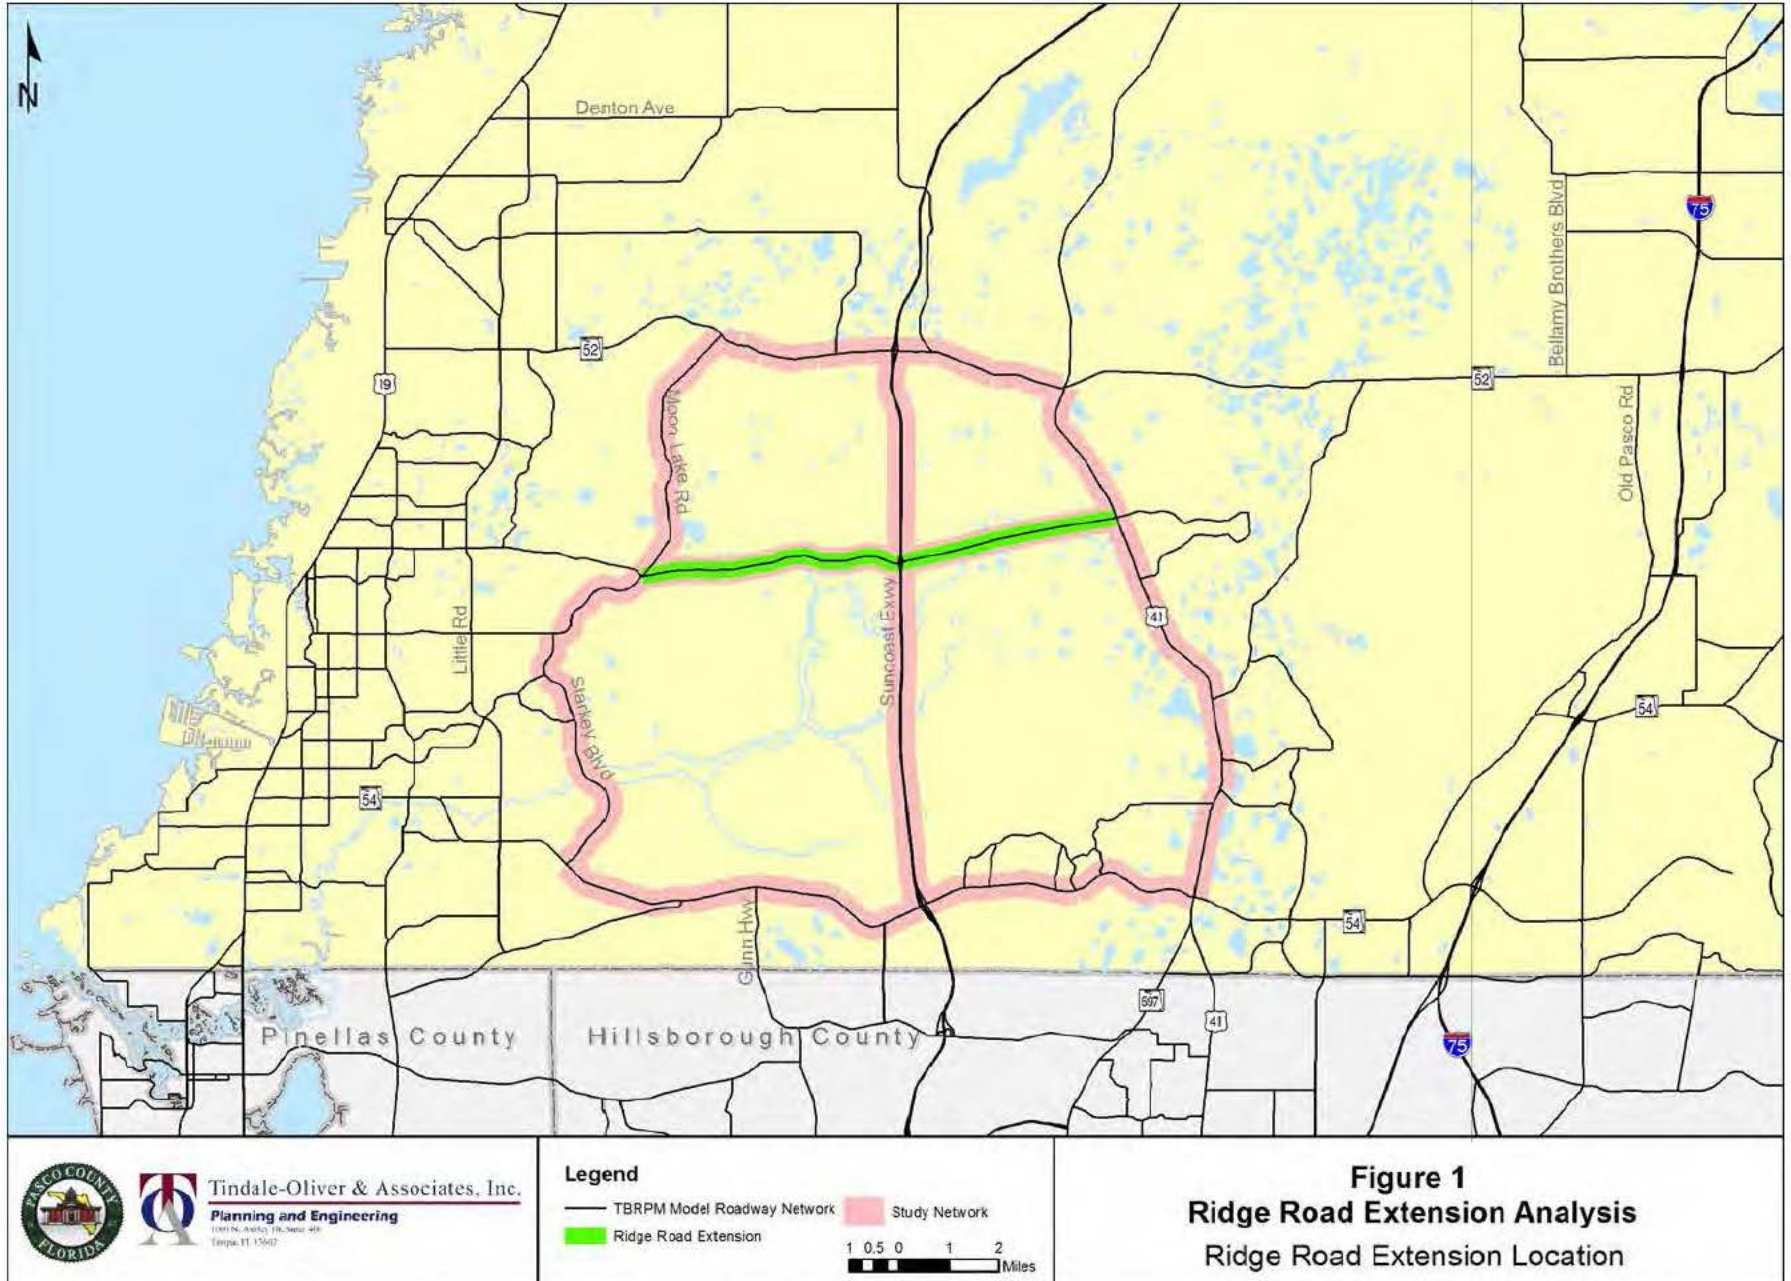 N
Denton Ave
Bellamy Brothers Blvd
75
52
52
19
Moon Lake Rd
Old Pasco Rd
Little Rd
Suncoast Exwy
41
Starkey Blvd
54
54
54
Gunn Hwy
597
41
75
Pinellas County
Hillsborough County
PASCO COUNTY
FLORIDA
Tindale-Oliver & Associates, Inc.
Planning and Engineering
Legend
TBRPM Model Roadway Network
Study Network
Ridge Road Extension
1 0.5 0 1 2
Miles
Figure 1
Ridge Road Extension Analysis
Ridge Road Extension Location